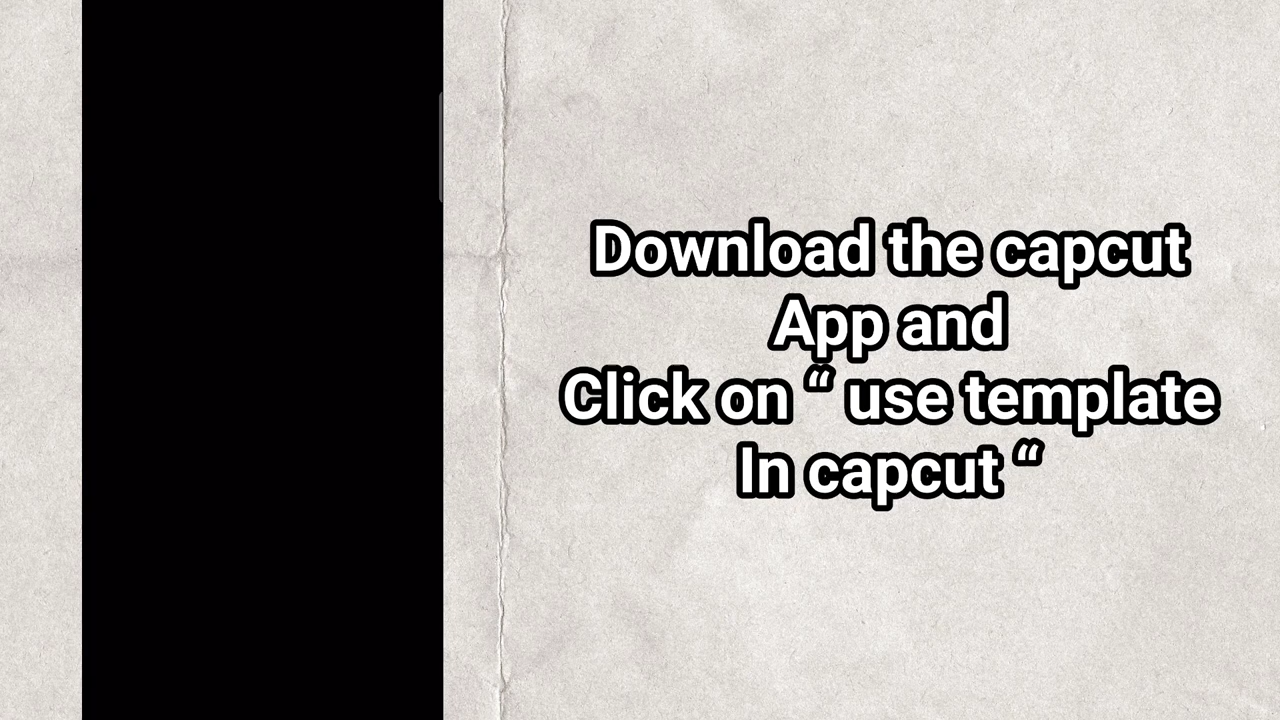 Download the capcut
App and
Click on “ use template
In capcut “